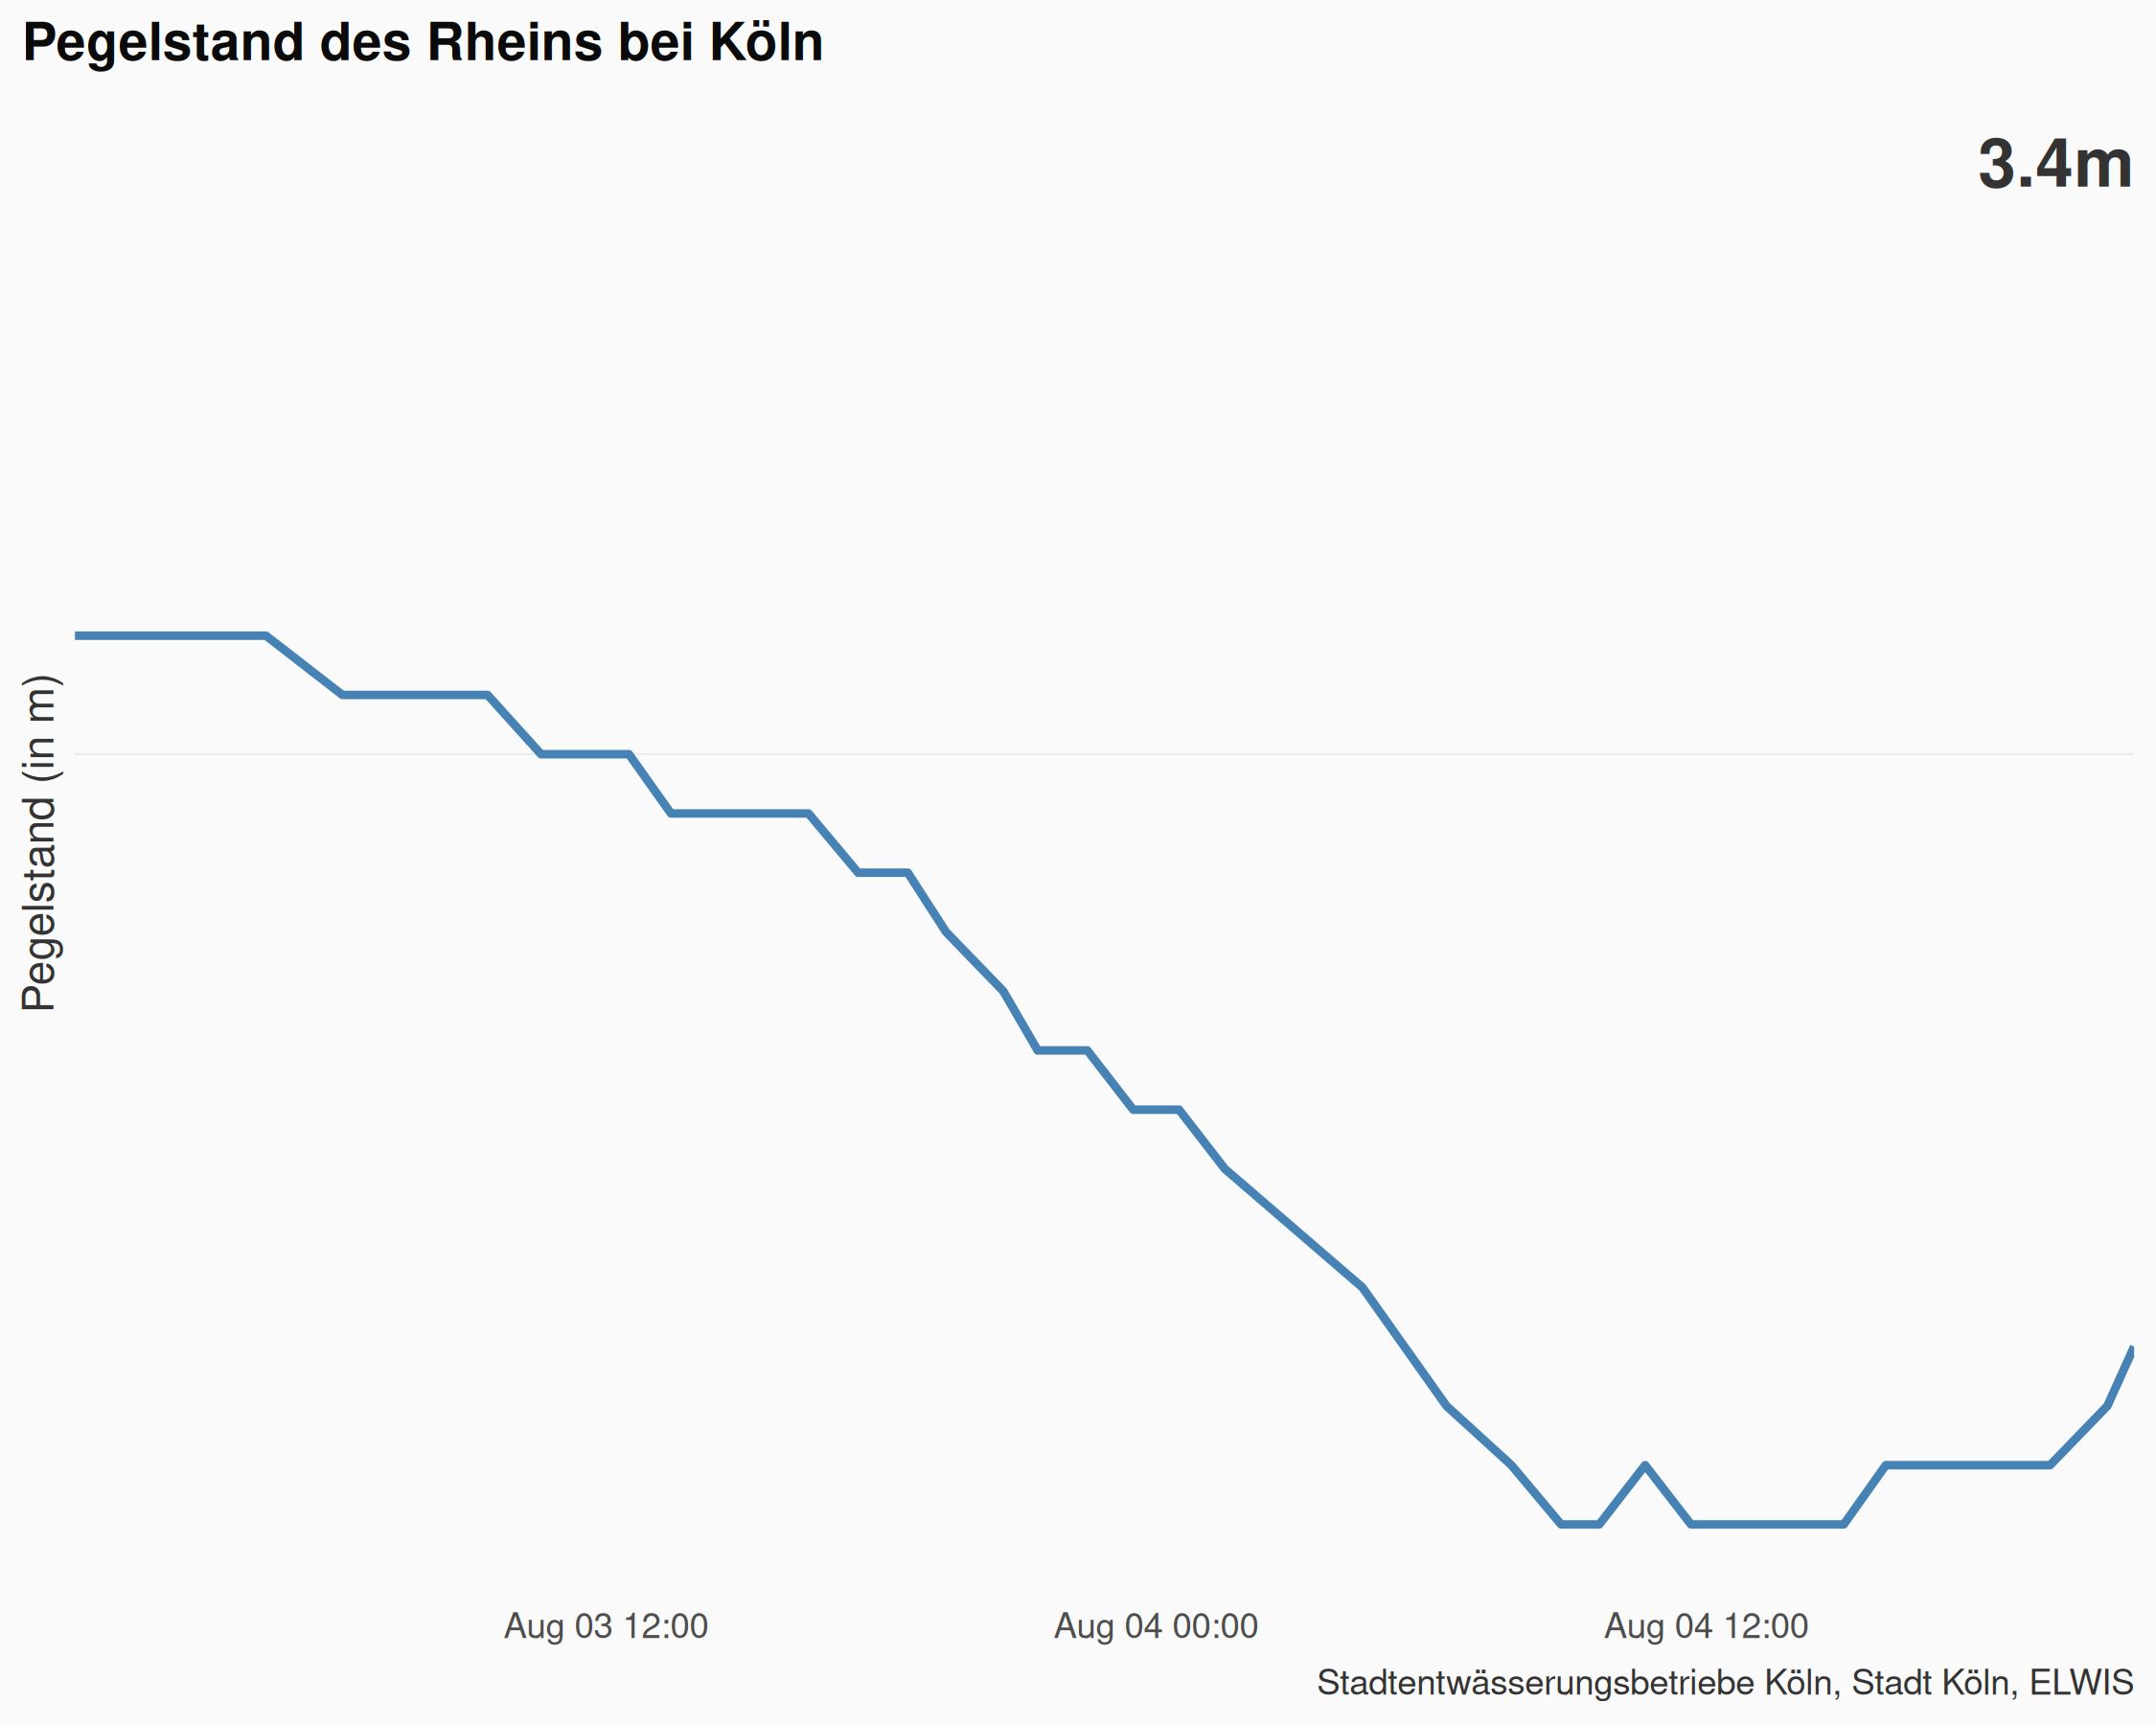 Pegelstand des Rheins bei Köln
3.4m
Pegelstand (in m)
Aug 03 12:00
Aug 04 00:00
Aug 04 12:00
Stadtentwässerungsbetriebe Köln, Stadt Köln, ELWIS